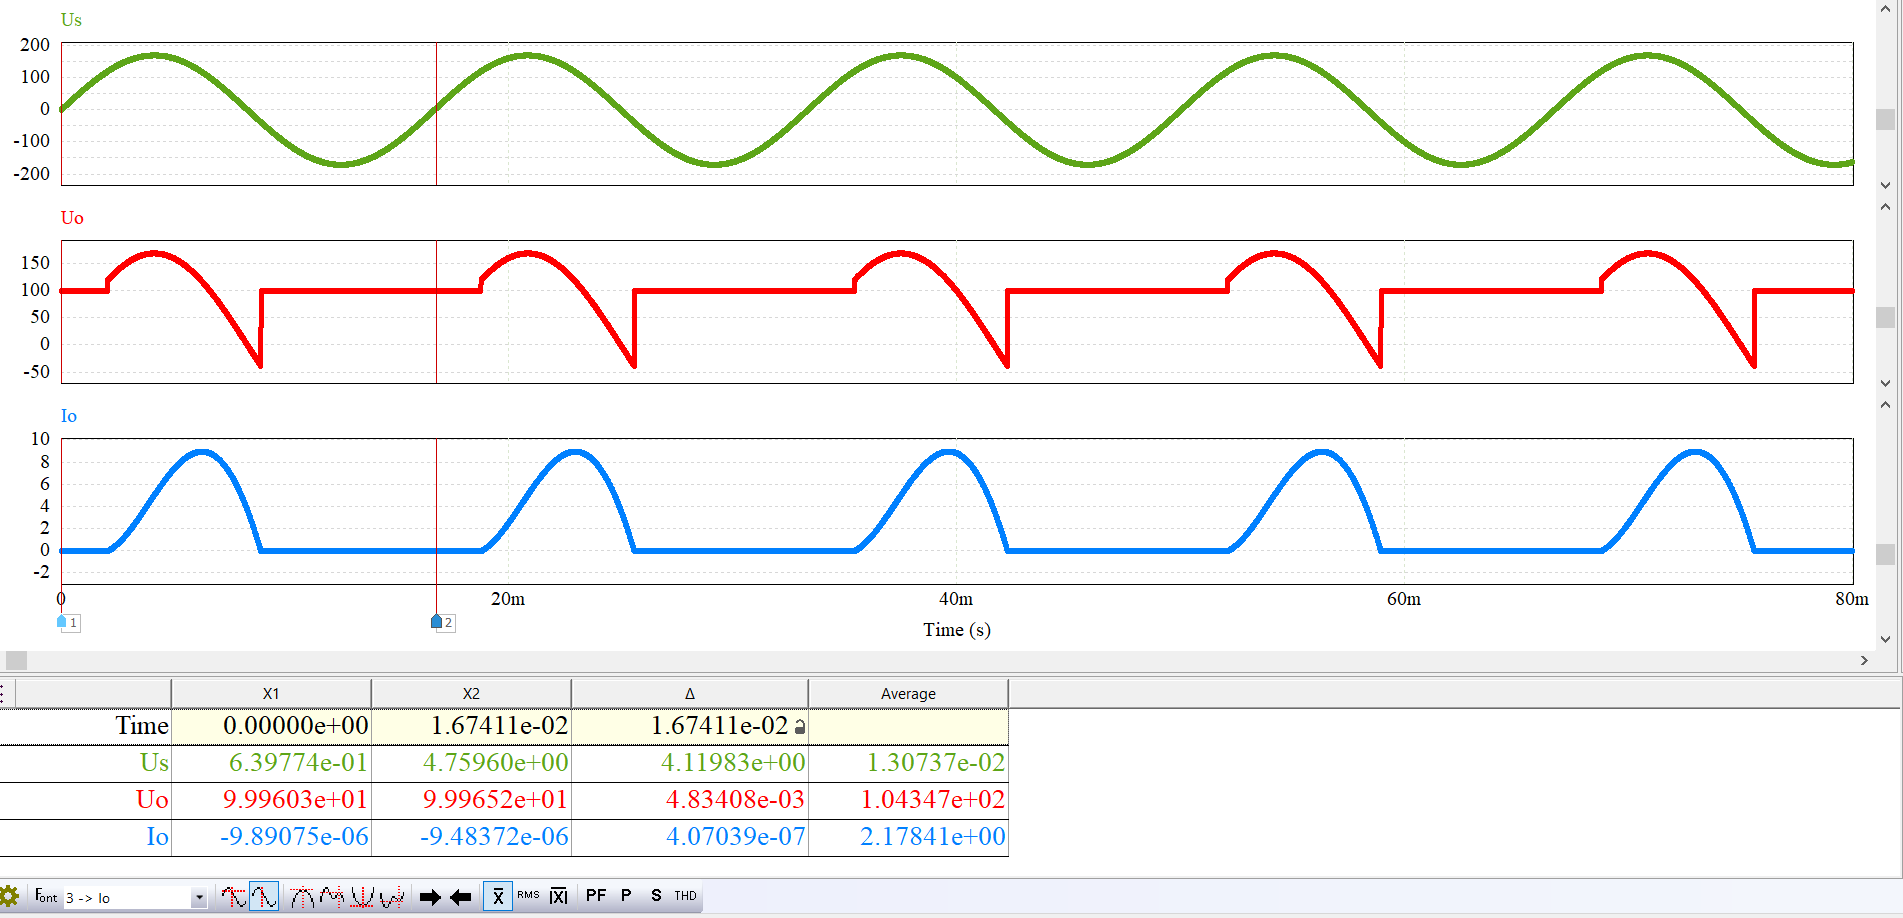 Us
200
100
0
-100
-200
Uo
150
100
50
0
-50
Io
10
8
6
4
2
0
-2
0 20m 40m 60m 80m
1 2
Time (s)
X1 X2 Δ Average
Time 0.00000e+00 1.67411e-02 1.67411e-02
Us 6.39774e-01 4.75960e+00 4.11983e+00 1.30737e-02
Uo 9.99603e+01 9.99652e+01 4.83408e-03 1.04347e+02
Io -9.89075e-06 -9.48372e-06 4.07039e-07 2.17841e+00
Font 3 -> Io X RMS |X| PF P S THD